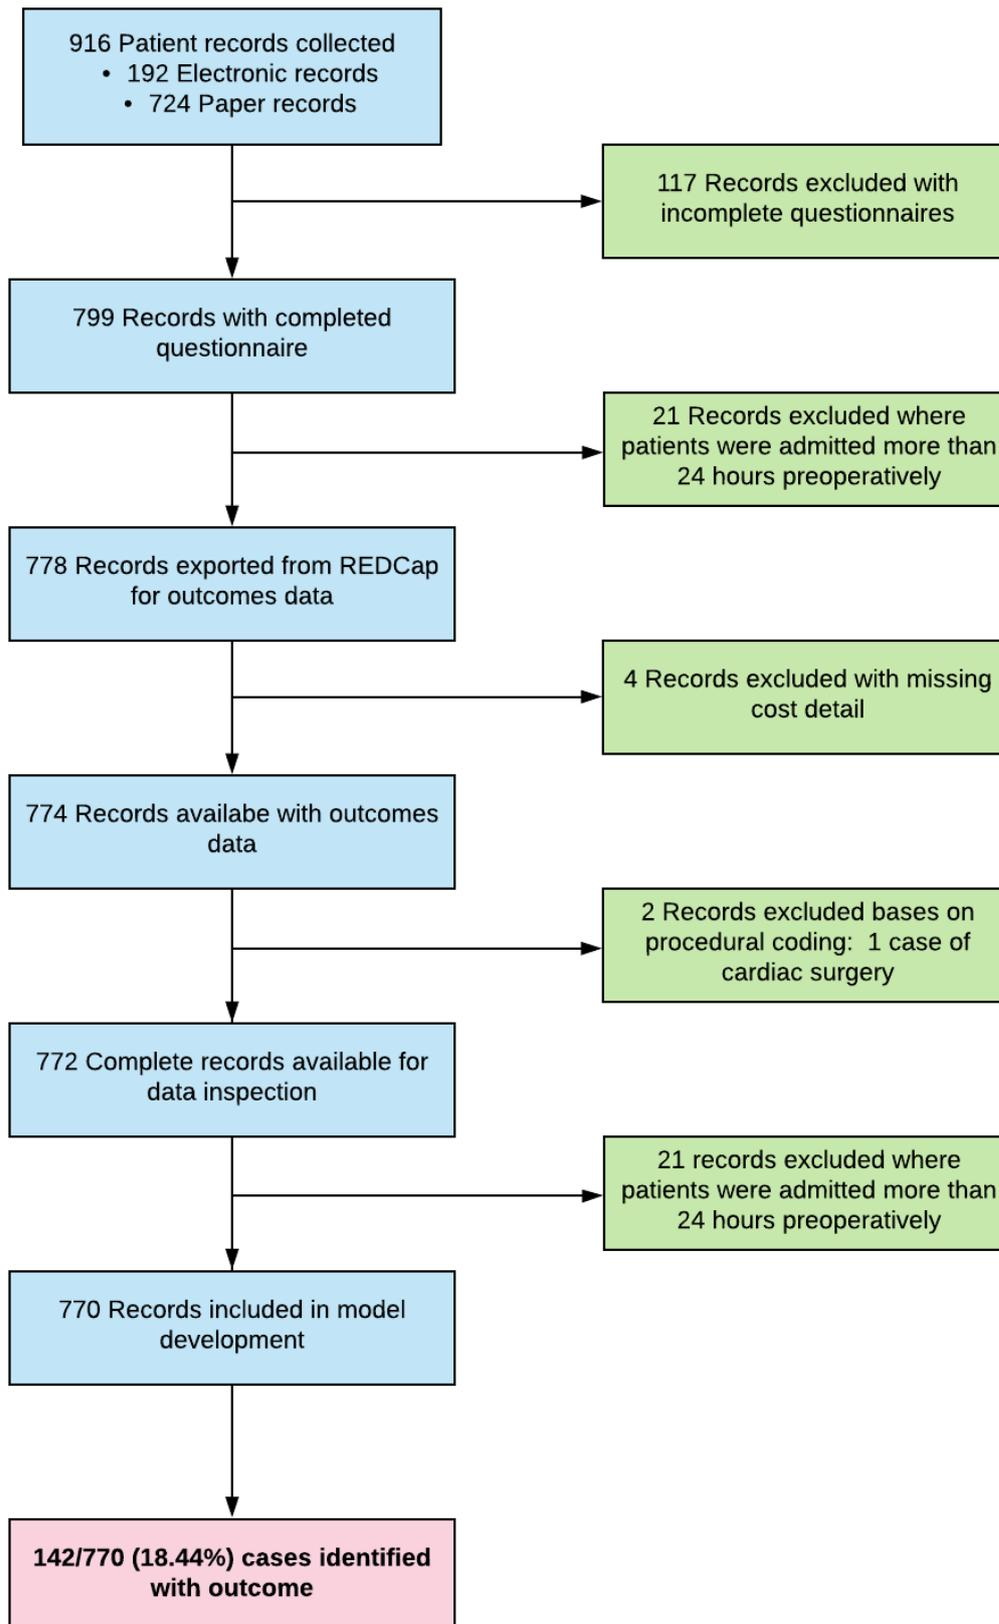 916 Patient records collected
• 192 Electronic records
• 724 Paper records
117 Records excluded with
incomplete questionnaires
799 Records with completed
questionnaire
21 Records excluded where
patients were admitted more than
24 hours preoperatively
778 Records exported from REDCap
for outcomes data
4 Records excluded with missing
cost detail
774 Records availabe with outcomes
data
2 Records excluded bases on
procedural coding:  1 case of
cardiac surgery
772 Complete records available for
data inspection
21 records excluded where
patients were admitted more than
24 hours preoperatively
770 Records included in model
development
142/770 (18.44%) cases identified
with outcome